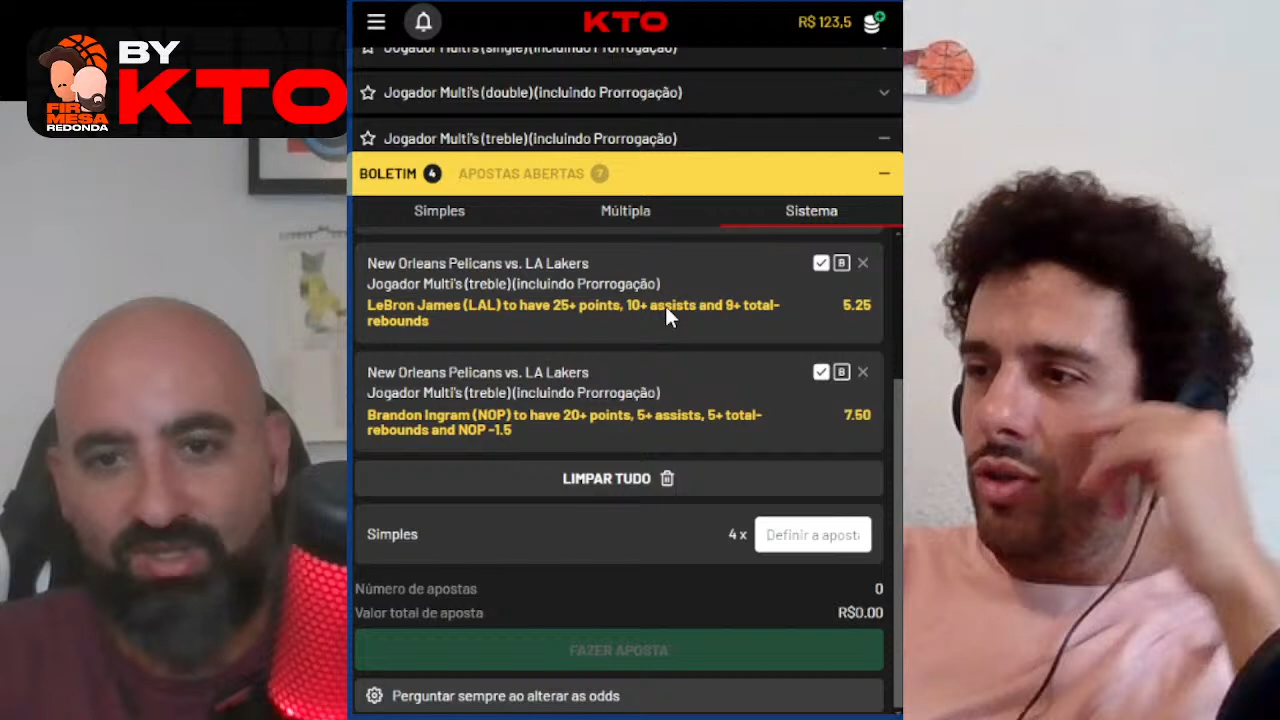 BY
KTO
FIR
MESA
REDONDA
KTO
R$ 123,5
Jogador Multi's (single)(incluindo Prorrogação)
Jogador Multi's (double)(incluindo Prorrogação)
Jogador Multi's (treble)(incluindo Prorrogação)
BOLETIM 4 APOSTAS ABERTAS 7
Simples Múltipla Sistema
New Orleans Pelicans vs. LA Lakers B
Jogador Multi's (treble)(incluindo Prorrogação)
LeBron James (LAL) to have 25+ points, 10+ assists and 9+ total- 5.25
rebounds
New Orleans Pelicans vs. LA Lakers B
Jogador Multi's (treble)(incluindo Prorrogação)
Brandon Ingram (NOP) to have 20+ points, 5+ assists, 5+ total- 7.50
rebounds and NOP -1.5
LIMPAR TUDO
Simples 4 x Definir a apost
Número de apostas 0
Valor total de aposta R$0.00
FAZER APOSTA
Perguntar sempre ao alterar as odds